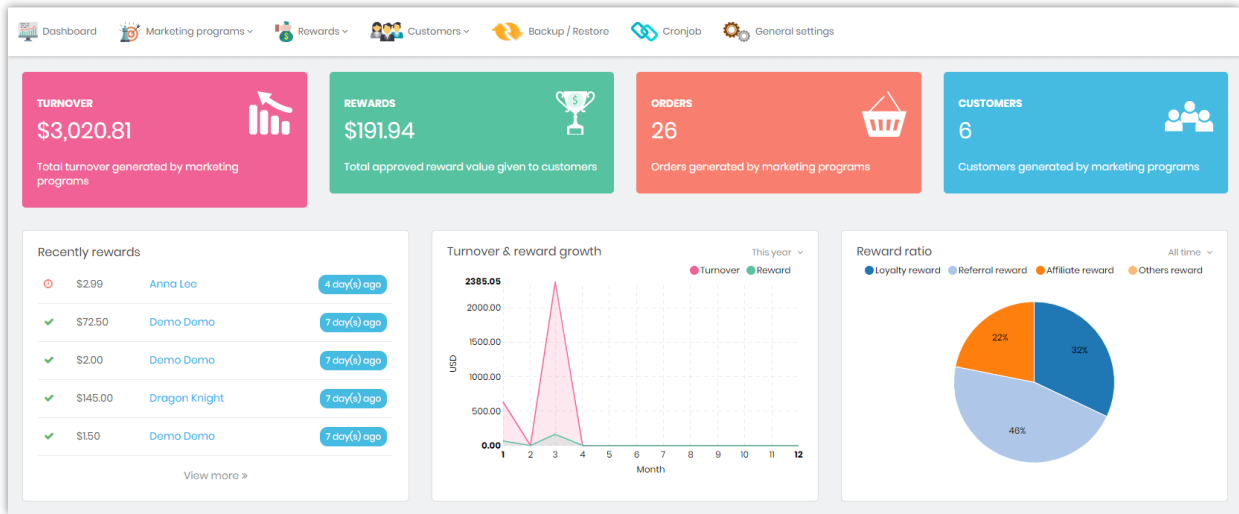 Dashboard Marketing programs Rewards Customers Backup / Restore Cronjob General settings
TURNOVER
$3,020.81
Total turnover generated by marketing
programs
REWARDS
$191.94
Total approved reward value given to customers
ORDERS
26
Orders generated by marketing programs
CUSTOMERS
6
Customers generated by marketing programs
Recently rewards
$2.99 Anna Lee 4 day(s) ago
$72.50 Demo Demo 7 day(s) ago
$2.00 Demo Demo 7 day(s) ago
$145.00 Dragon Knight 7 day(s) ago
$1.50 Demo Demo 7 day(s) ago
View more »
Turnover & reward growth This year
Turnover Reward
2385.05
2000.00
1500.00
USD
1000.00
500.00
0.00
1 2 3 4 5 6 7 8 9 10 11 12
Month
Reward ratio All time
Loyalty reward Referral reward Affiliate reward Others reward
22%
32%
46%